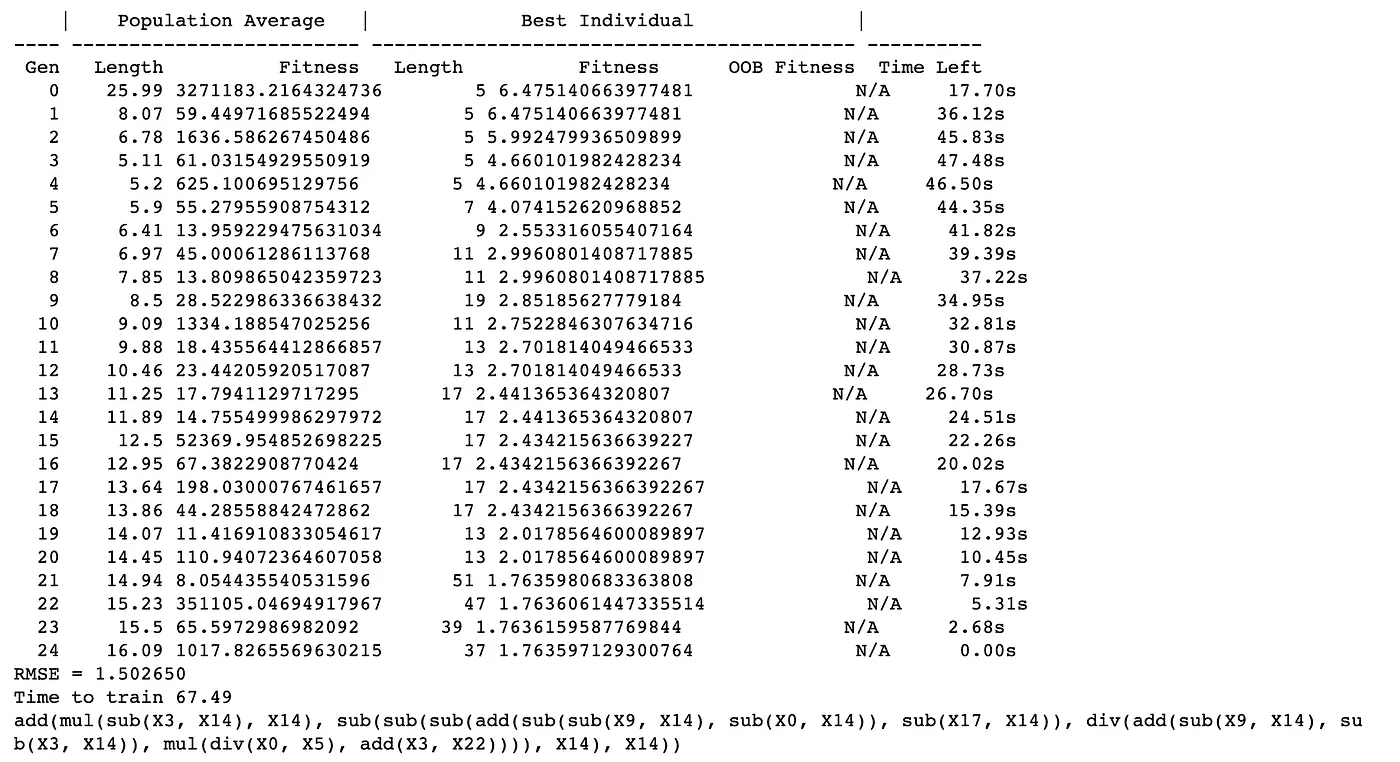 | Population Average | Best Individual |
---- ------------------------- ------------------------------------------ ----------
Gen Length Fitness Length Fitness OOB Fitness Time Left
0 25.99 3271183.2164324736 5 6.475140663977481 N/A 17.70s
1 8.07 59.44971685522494 5 6.475140663977481 N/A 36.12s
2 6.78 1636.586267450486 5 5.992479936509899 N/A 45.83s
3 5.11 61.03154929550919 5 4.660101982428234 N/A 47.48s
4 5.2 625.100695129756 5 4.660101982428234 N/A 46.50s
5 5.9 55.27955908754312 7 4.074152620968852 N/A 44.35s
6 6.41 13.959229475631034 9 2.553316055407164 N/A 41.82s
7 6.97 45.00061286113768 11 2.9960801408717885 N/A 39.39s
8 7.85 13.809865042359723 11 2.9960801408717885 N/A 37.22s
9 8.5 28.522986336638432 19 2.85185627779184 N/A 34.95s
10 9.09 1334.188547025256 11 2.7522846307634716 N/A 32.81s
11 9.88 18.435564412866857 13 2.701814049466533 N/A 30.87s
12 10.46 23.44205920517087 13 2.701814049466533 N/A 28.73s
13 11.25 17.7941129717295 17 2.441365364320807 N/A 26.70s
14 11.89 14.755499986297972 17 2.441365364320807 N/A 24.51s
15 12.5 52369.954852698225 17 2.434215636639227 N/A 22.26s
16 12.95 67.3822908770424 17 2.4342156366392267 N/A 20.02s
17 13.64 198.03000767461657 17 2.4342156366392267 N/A 17.67s
18 13.86 44.28558842472862 17 2.4342156366392267 N/A 15.39s
19 14.07 11.416910833054617 13 2.0178564600089897 N/A 12.93s
20 14.45 110.94072364607058 13 2.0178564600089897 N/A 10.45s
21 14.94 8.054435540531596 51 1.7635980683363808 N/A 7.91s
22 15.23 351105.04694917967 47 1.7636061447335514 N/A 5.31s
23 15.5 65.5972986982092 39 1.7636159587769844 N/A 2.68s
24 16.09 1017.8265569630215 37 1.763597129300764 N/A 0.00s
RMSE = 1.502650
Time to train 67.49
add(mul(sub(X3, X14), X14), sub(sub(sub(add(sub(sub(X9, X14), sub(X0, X14)), sub(X17, X14)), div(add(sub(X9, X14), su
b(X3, X14)), mul(div(X0, X5), add(X3, X22)))), X14), X14))